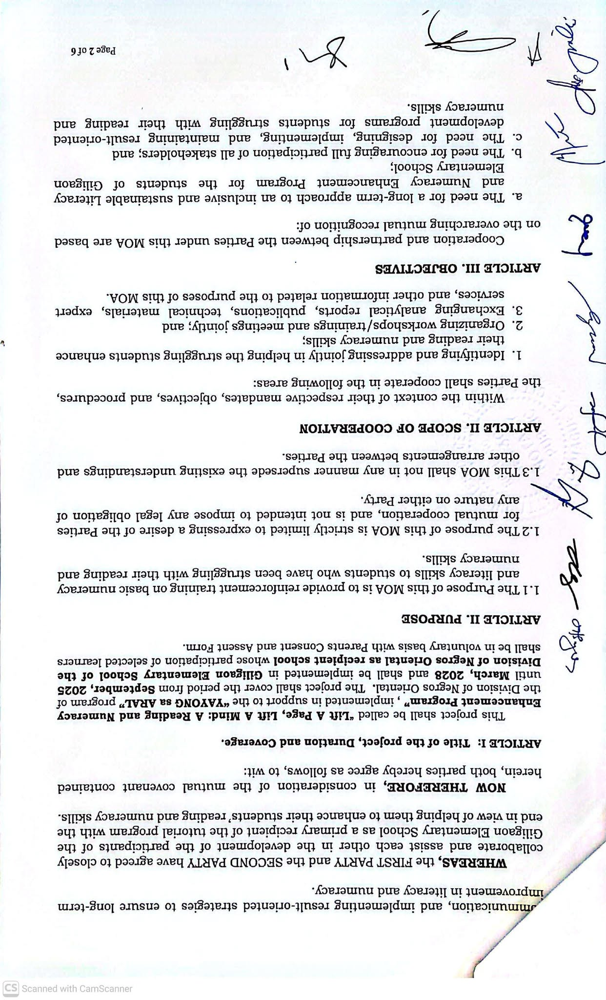 communication, and implementing result-oriented strategies to ensure long-term
improvement in literacy and numeracy.
WHEREAS, the FIRST PARTY and the SECOND PARTY have agreed to closely
collaborate and assist each other in the development of the participants of the
Giligaon Elementary School as a primary recipient of the tutorial program with the
end in view of helping them to enhance their students' reading and numeracy skills.
NOW THEREFORE, in consideration of the mutual covenant contained
herein, both parties hereby agree as follows, to wit:
ARTICLE I: Title of the project, Duration and Coverage.
This project shall be called "Lift A Page, Lift A Mind: A Reading and Numeracy
Enhancement Program" , implemented in support to the "YAYONG sa ARAL" program of
the Division of Negros Oriental. The project shall cover the period from September, 2025
until March, 2028 and shall be implemented in Giligaon Elementary School of the
Division of Negros Oriental as recipient school whose participation of selected learners
shall be in voluntary basis with Parents Consent and Assent Form.
ARTICLE II. PURPOSE
1.1 The Purpose of this MOA is to provide reinforcement training on basic numeracy
and literacy skills to students who have been struggling with their reading and
numeracy skills.
1.2 The purpose of this MOA is strictly limited to expressing a desire of the Parties
for mutual cooperation, and is not intended to impose any legal obligation of
any nature on either Party.
1.3 This MOA shall not in any manner supersede the existing understandings and
other arrangements between the Parties.
ARTICLE II. SCOPE OF COOPERATION
Within the context of their respective mandates, objectives, and procedures,
the Parties shall cooperate in the following areas:
1. Identifying and addressing jointly in helping the struggling students enhance
their reading and numeracy skills;
2. Organizing workshops/trainings and meetings jointly; and
3. Exchanging analytical reports, publications, technical materials, expert
services, and other information related to the purposes of this MOA.
ARTICLE III. OBJECTIVES
Cooperation and partnership between the Parties under this MOA are based
on the overarching mutual recognition of:
a. The need for a long-term approach to an inclusive and sustainable Literacy
and Numeracy Enhancement Program for the students of Giligaon
Elementary School;
b. The need for encouraging full participation of all stakeholders; and
c. The need for designing, implementing, and maintaining result-oriented
development programs for students struggling with their reading and
numeracy skills.
Page 2 of 6
CS Scanned with CamScanner